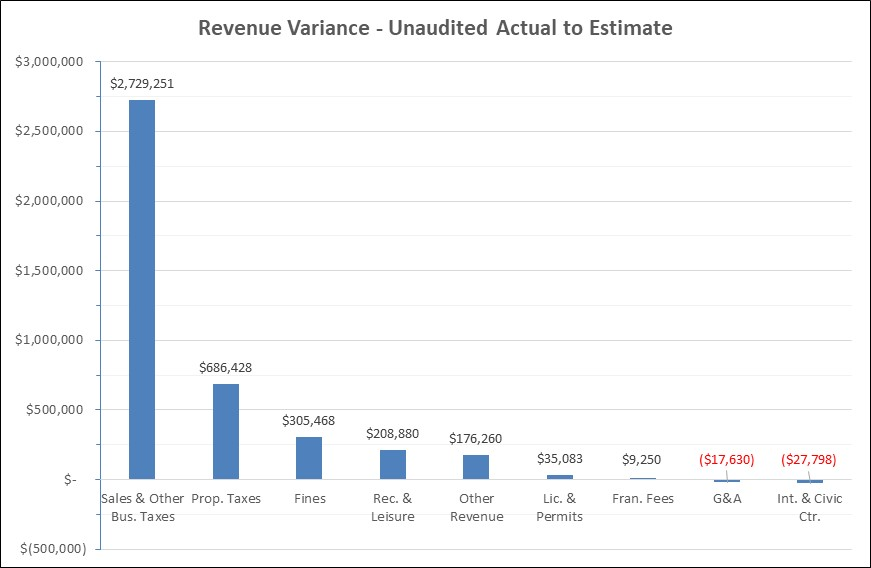 Revenue Variance - Unaudited Actual to Estimate
$3,000,000
$2,729,251
$2,500,000
$2,000,000
$1,500,000
$1,000,000
$686,428
$500,000
$305,468
$208,880
$176,260
$35,083
$9,250
($17,630)
($27,798)
$-
Sales & Other
Bus. Taxes
Prop. Taxes
Fines
Rec. &
Leisure
Other
Revenue
Lic. &
Permits
Fran. Fees
G&A
Int. & Civic
Ctr.
$(500,000)